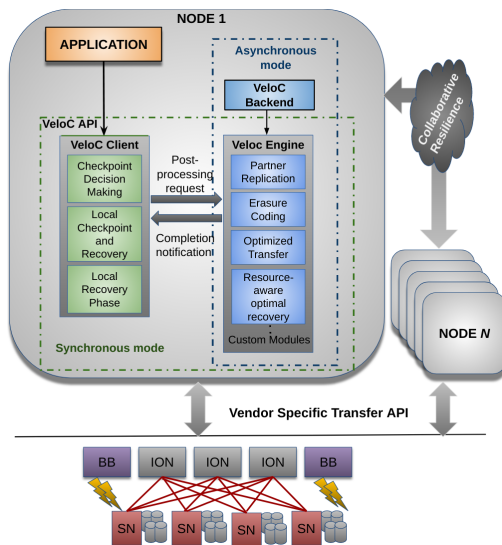 NODE 1
APPLICATION
Asynchronous
mode
VeloC
Backend
VeloC API
VeloC Client
Checkpoint
Decision
Making
Local
Checkpoint
and
Recovery
Local
Recovery
Phase
Post-
processing
request
Completion
notification
Veloc Engine
Partner
Replication
Erasure
Coding
Optimized
Transfer
Resource-
aware
optimal
recovery
Custom Modules
Synchronous mode
Collaborative
Resilience
NODE N
Vendor Specific Transfer API
BB
ION
ION
ION
BB
SN
SN
SN
SN